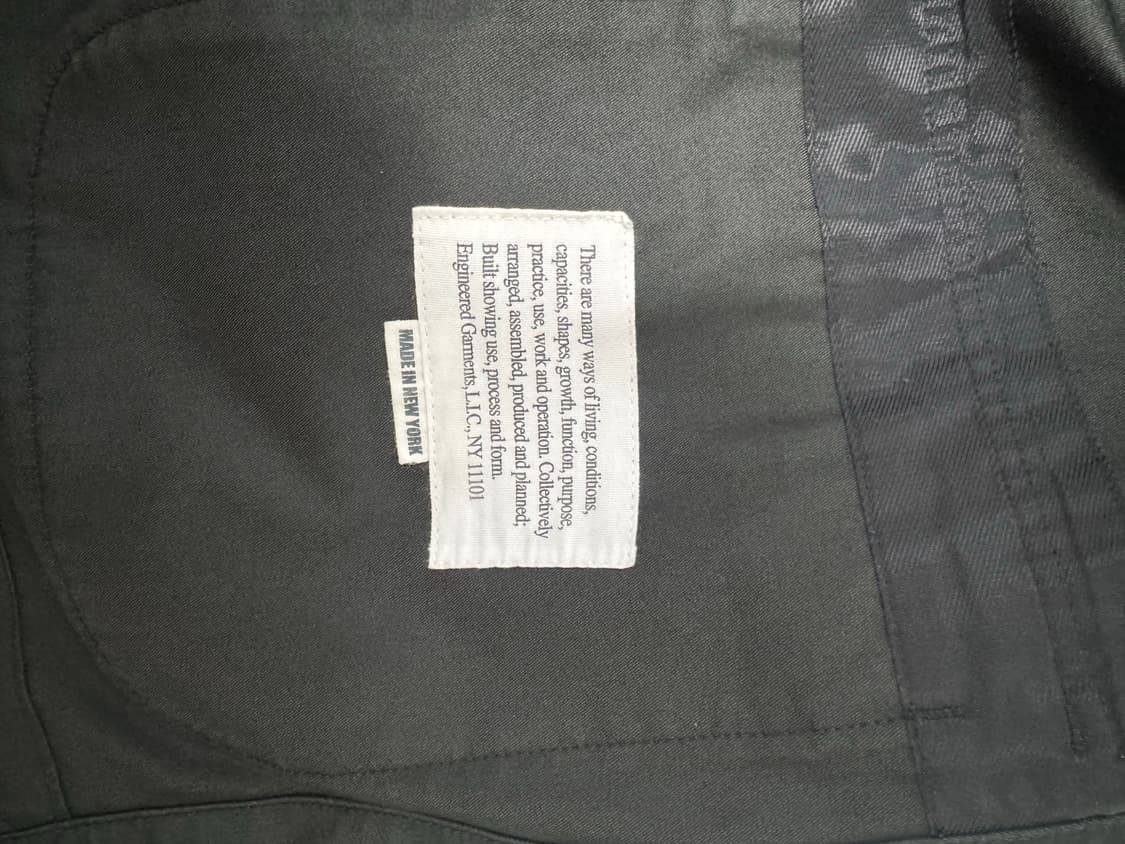 There are many ways of living, conditions,
capacities, shapes, growth, function, purpose,
practice, use, work and operation. Collectively
arranged, assembled, produced and planned;
Built showing use, process and form.
Engineered Garments, L.I.C., NY 11101
MADE IN NEW YORK